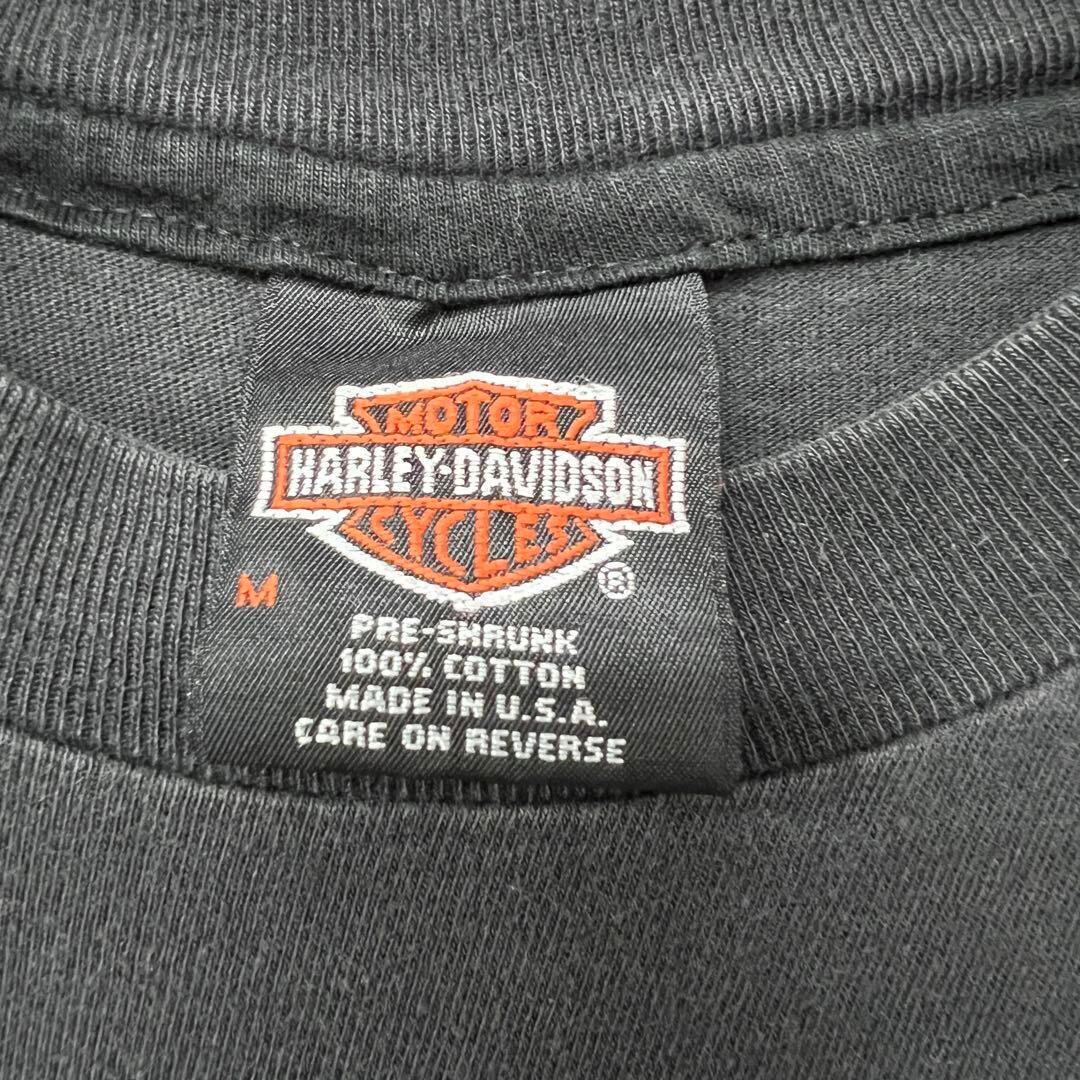 MOTOR
HARLEY-DAVIDSON
CYCLES
®
M
PRE-SHRUNK
100% COTTON
MADE IN U.S.A.
CARE ON REVERSE